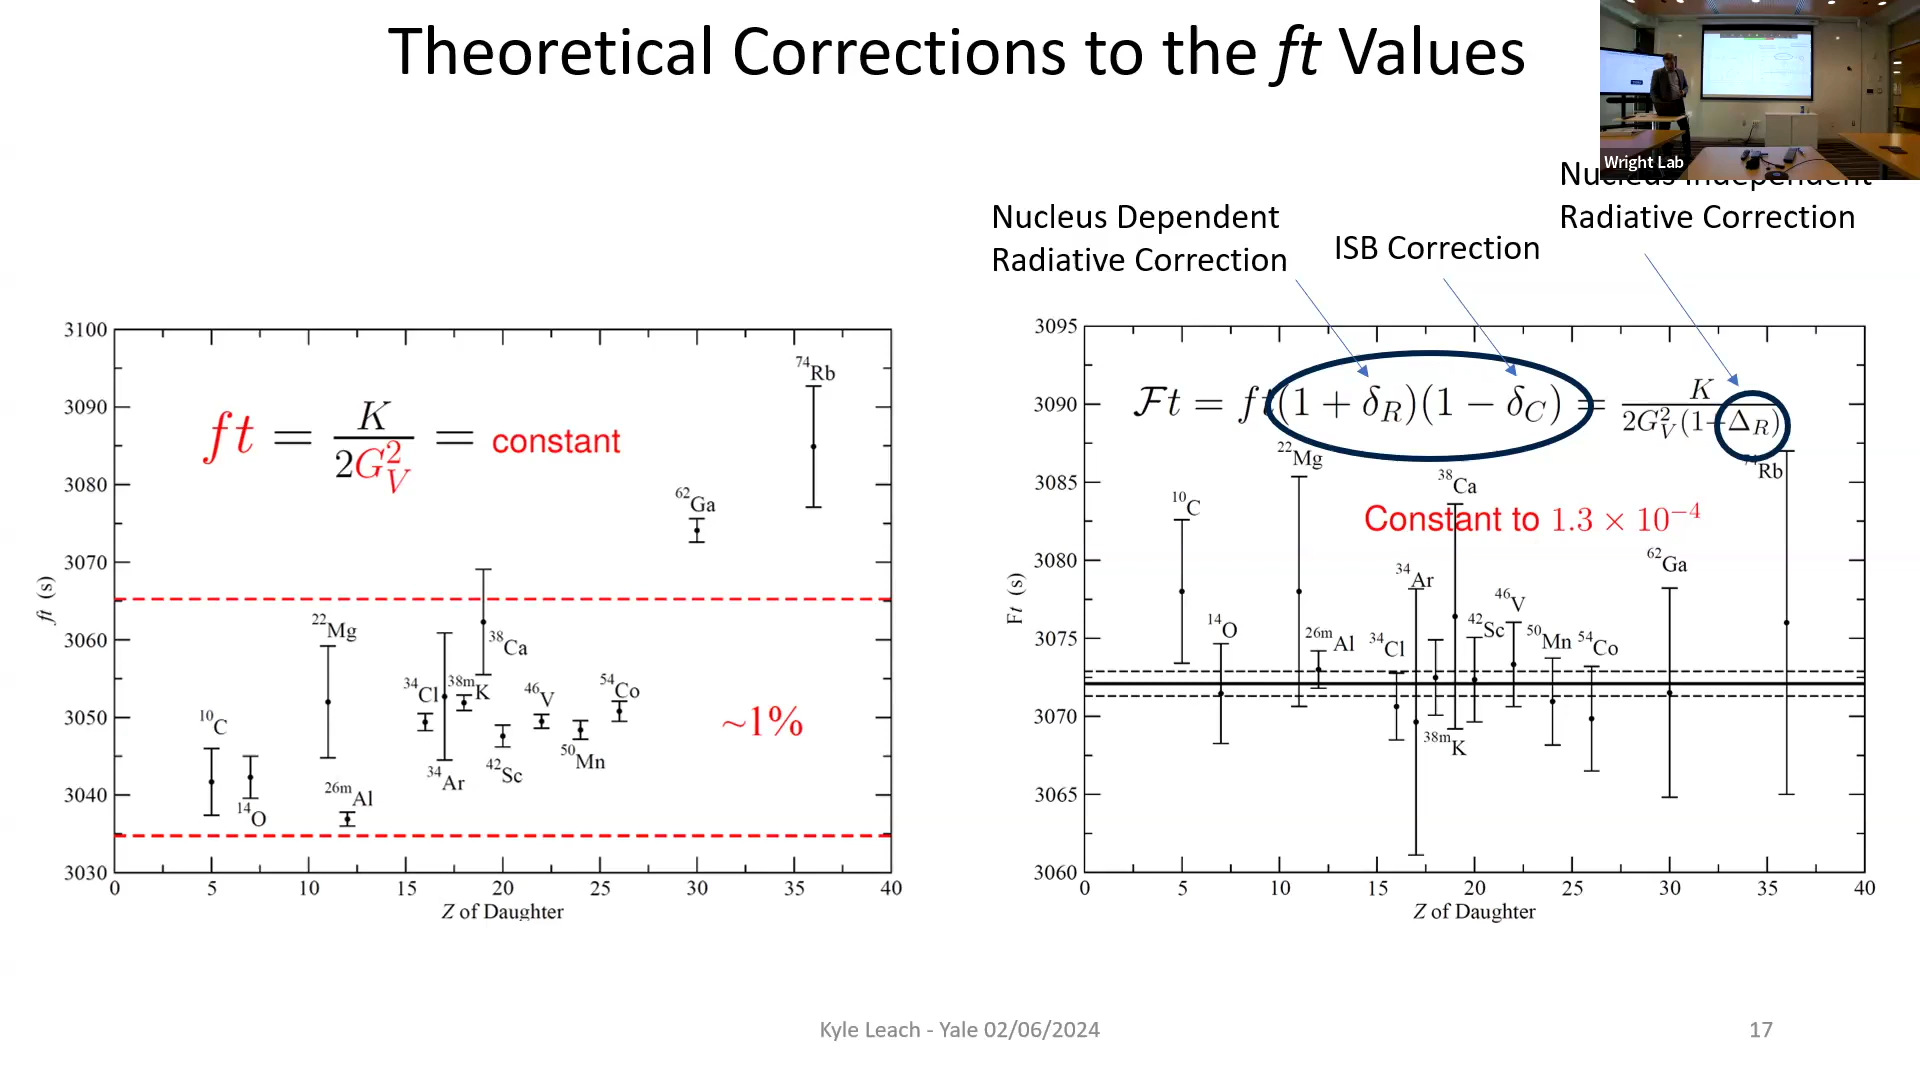 Theoretical Corrections to the ft Values
Wright Lab
Nucleus Independent
Radiative Correction
Nucleus Dependent
Radiative Correction
ISB Correction
3100
3090
3080
3070
3060
3050
3040
3030
ft (s)
ft = K / 2G_V^2 = constant
74Rb
62Ga
22Mg
38Ca
34Cl
38mK
46V
54Co
10C
~1%
50Mn
34Ar
42Sc
26mAl
14O
0 5 10 15 20 25 30 35 40
Z of Daughter
3095
3090
3085
3080
3075
3070
3065
3060
Ft (s)
ℱt = ft(1 + δ_R)(1 − δ_C) = K / 2G_V^2(1+Δ_R)
22Mg
38Ca
74Rb
10C
Constant to 1.3 × 10^−4
62Ga
34Ar
46V
14O
26mAl
34Cl
42Sc
50Mn
54Co
38mK
0 5 10 15 20 25 30 35 40
Z of Daughter
Kyle Leach - Yale 02/06/2024
17